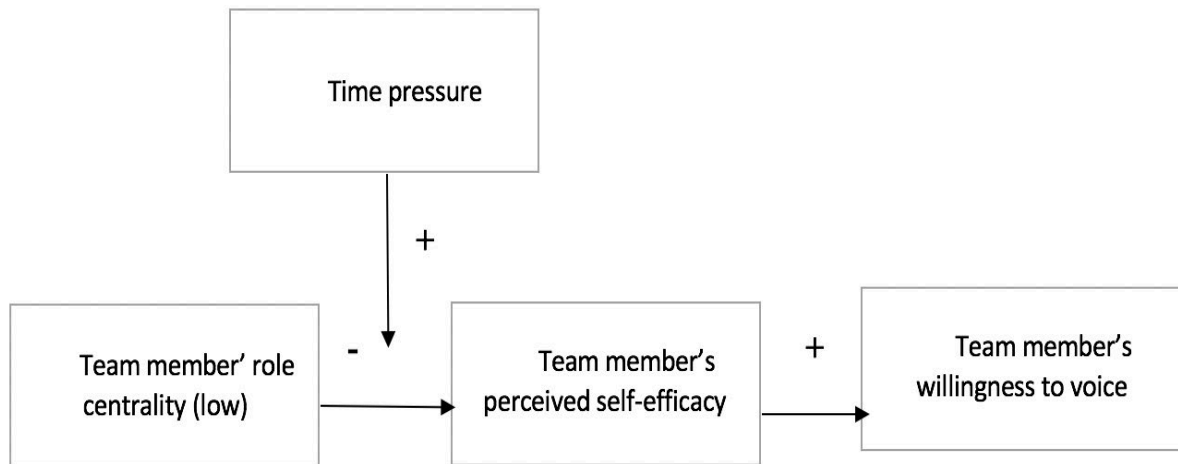 Time pressure
+
-
+
Team member' role
centrality (low)
Team member's
perceived self-efficacy
Team member's
willingness to voice